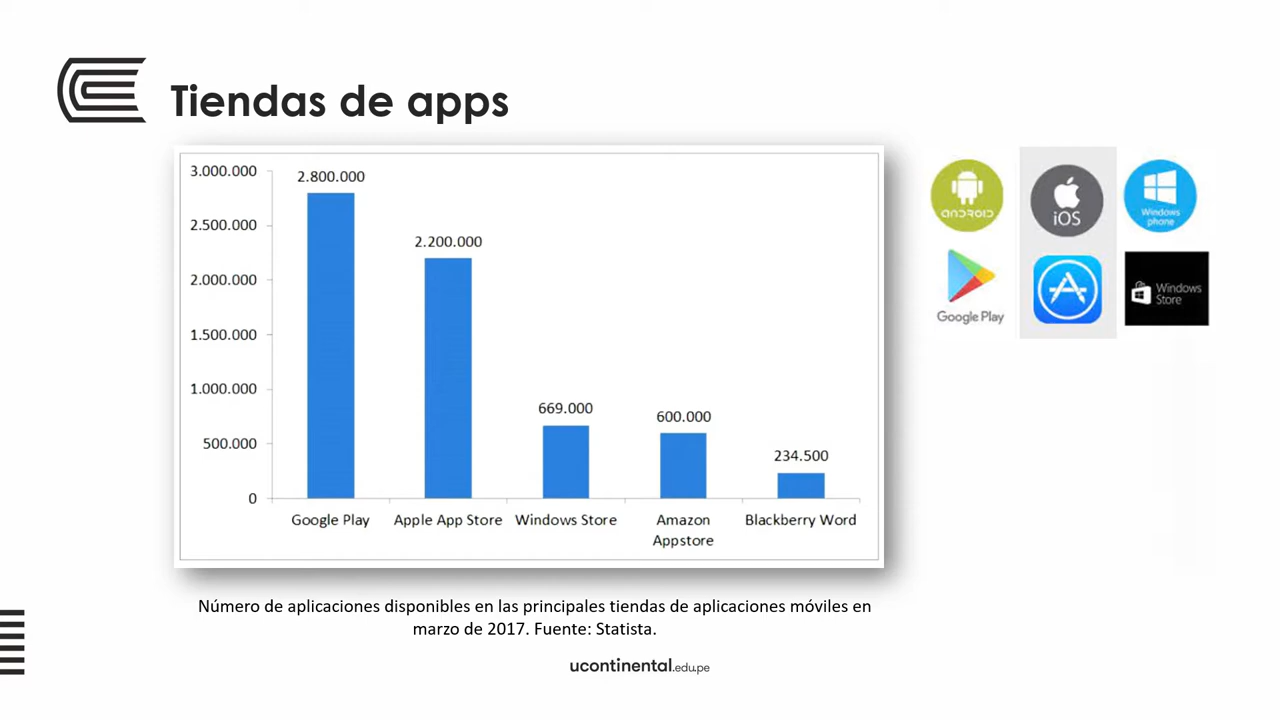 Tiendas de apps
3.000.000
2.500.000
2.000.000
1.500.000
1.000.000
500.000
0
2.800.000
2.200.000
669.000
600.000
234.500
Google Play
Apple App Store
Windows Store
Amazon
Appstore
Blackberry Word
ANDROID
iOS
Windows
phone
Google Play
Windows
Store
Número de aplicaciones disponibles en las principales tiendas de aplicaciones móviles en
marzo de 2017. Fuente: Statista.
ucontinental.edu.pe